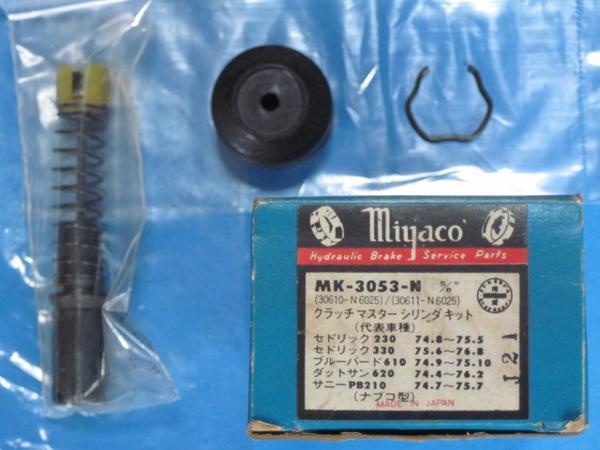 Miyaco
Hydraulic Brake Service Parts
MK-3053-N 5/8"
(30610-N6025)/(30611-N6025)
クラッチ マスター シリンダ キット
(代表車種)
セドリック 230 74.8~75.5
セドリック 330 75.6~76.8
ブルーバード 610 74.9~75.10
ダットサン 620 74.4~76.2
サニー PB210 74.7~75.7
(ナブコ型)
MADE IN JAPAN
J21